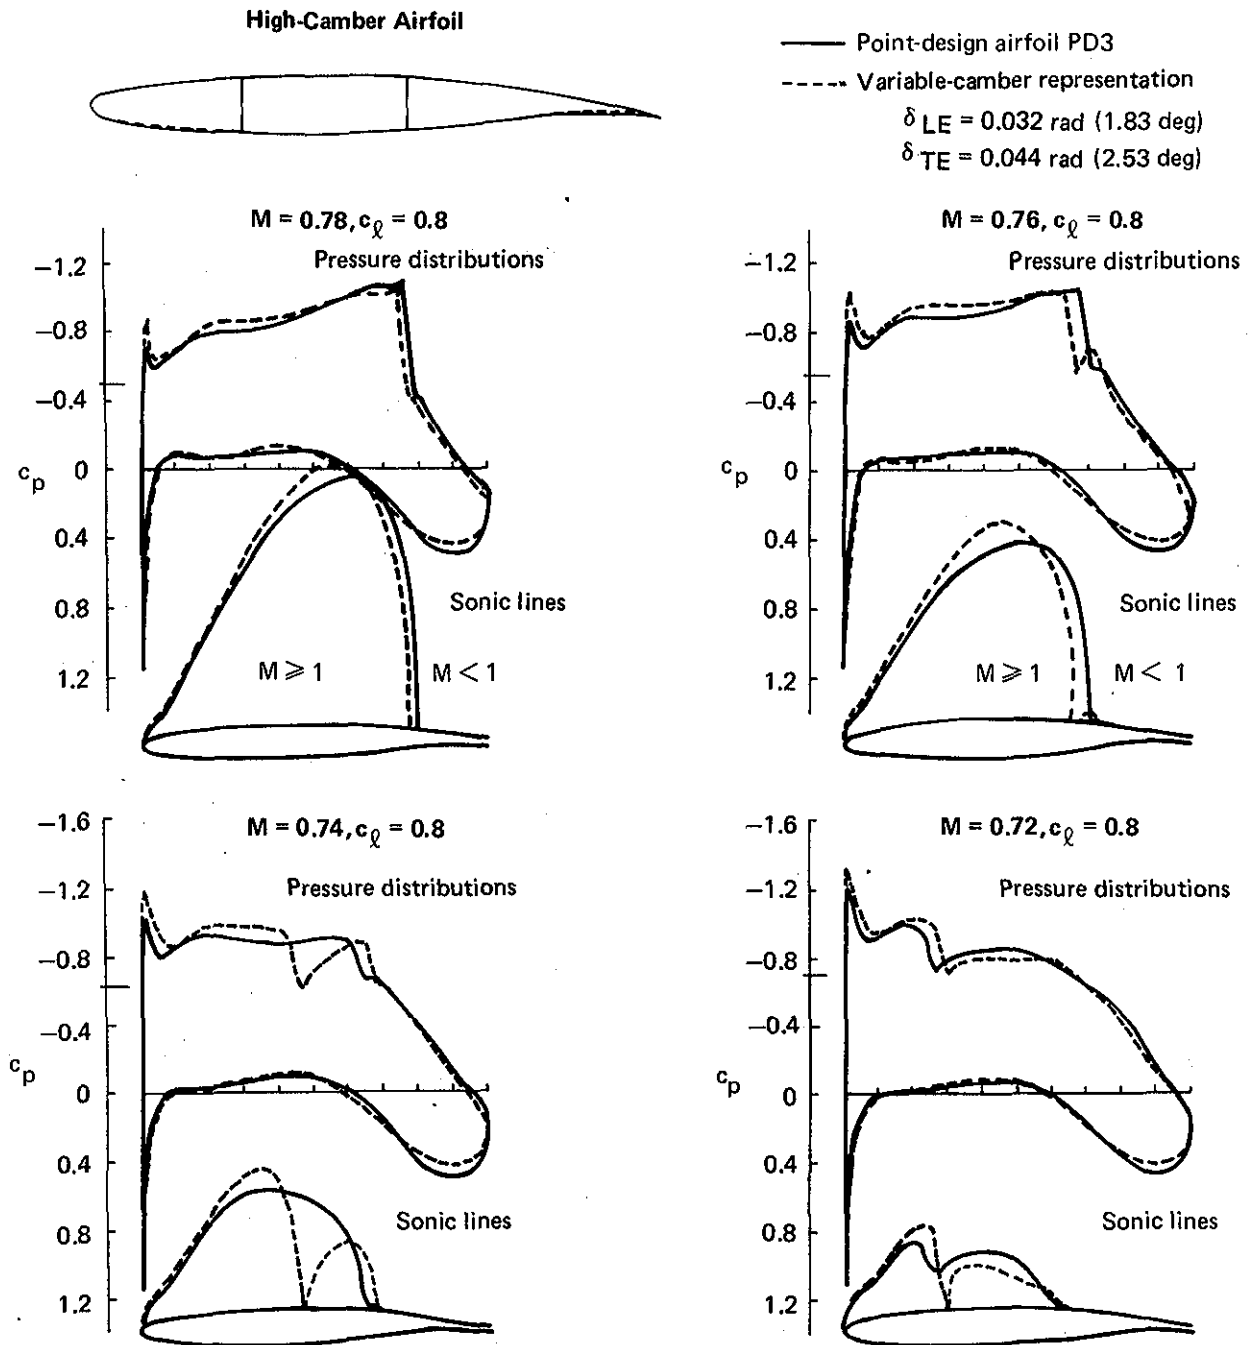 High-Camber Airfoil
Point-design airfoil PD3
Variable-camber representation
δ LE = 0.032 rad (1.83 deg)
δ TE = 0.044 rad (2.53 deg)
M = 0.78, cℓ = 0.8
Pressure distributions
−1.2
−0.8
−0.4
cp
0
0.4
0.8
1.2
Sonic lines
M ⩾ 1
M < 1
M = 0.76, cℓ = 0.8
Pressure distributions
−1.2
−0.8
−0.4
cp
0
0.4
0.8
1.2
Sonic lines
M ⩾ 1
M < 1
M = 0.74, cℓ = 0.8
Pressure distributions
−1.6
−1.2
−0.8
−0.4
cp
0
0.4
0.8
1.2
Sonic lines
M = 0.72, cℓ = 0.8
Pressure distributions
−1.6
−1.2
−0.8
−0.4
cp
0
0.4
0.8
1.2
Sonic lines